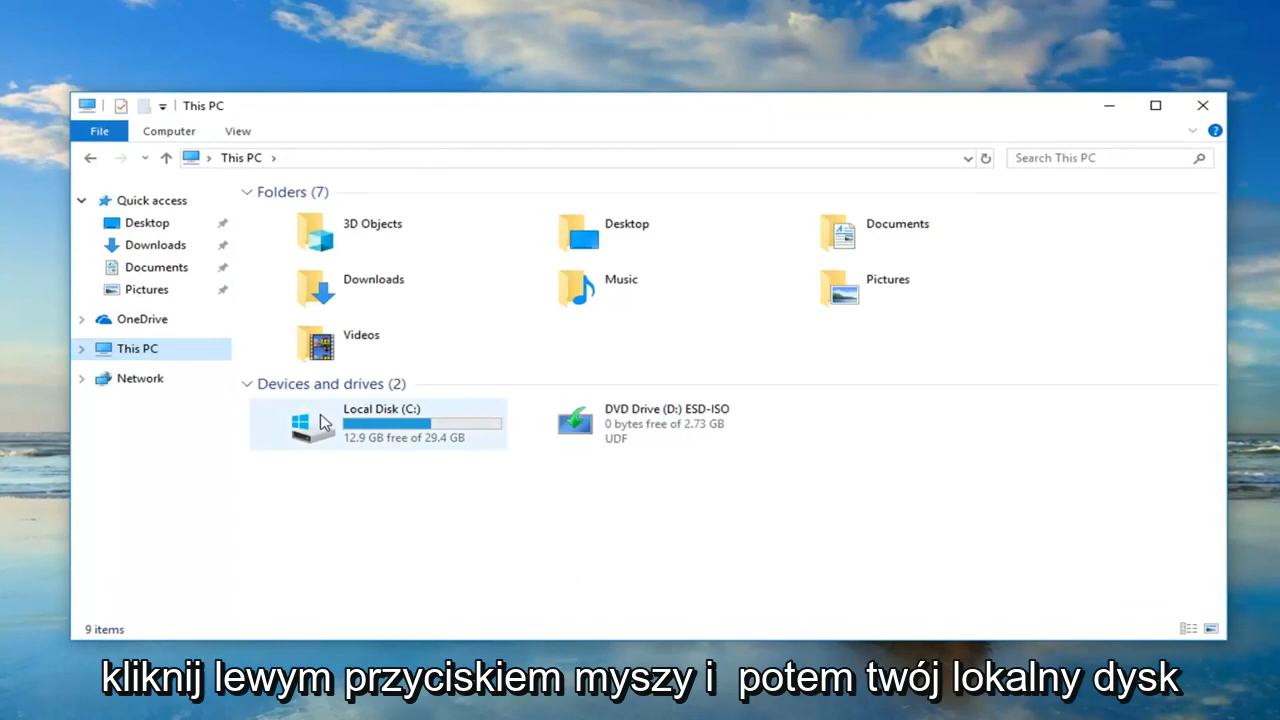 This PC
File Computer View
This PC
Search This PC
Quick access
Desktop
Downloads
Documents
Pictures
OneDrive
This PC
Network
Folders (7)
3D Objects
Desktop
Documents
Downloads
Music
Pictures
Videos
Devices and drives (2)
Local Disk (C:)
12.9 GB free of 29.4 GB
DVD Drive (D:) ESD-ISO
0 bytes free of 2.73 GB
UDF
9 items
kliknij lewym przyciskiem myszy i  potem twój lokalny dysk